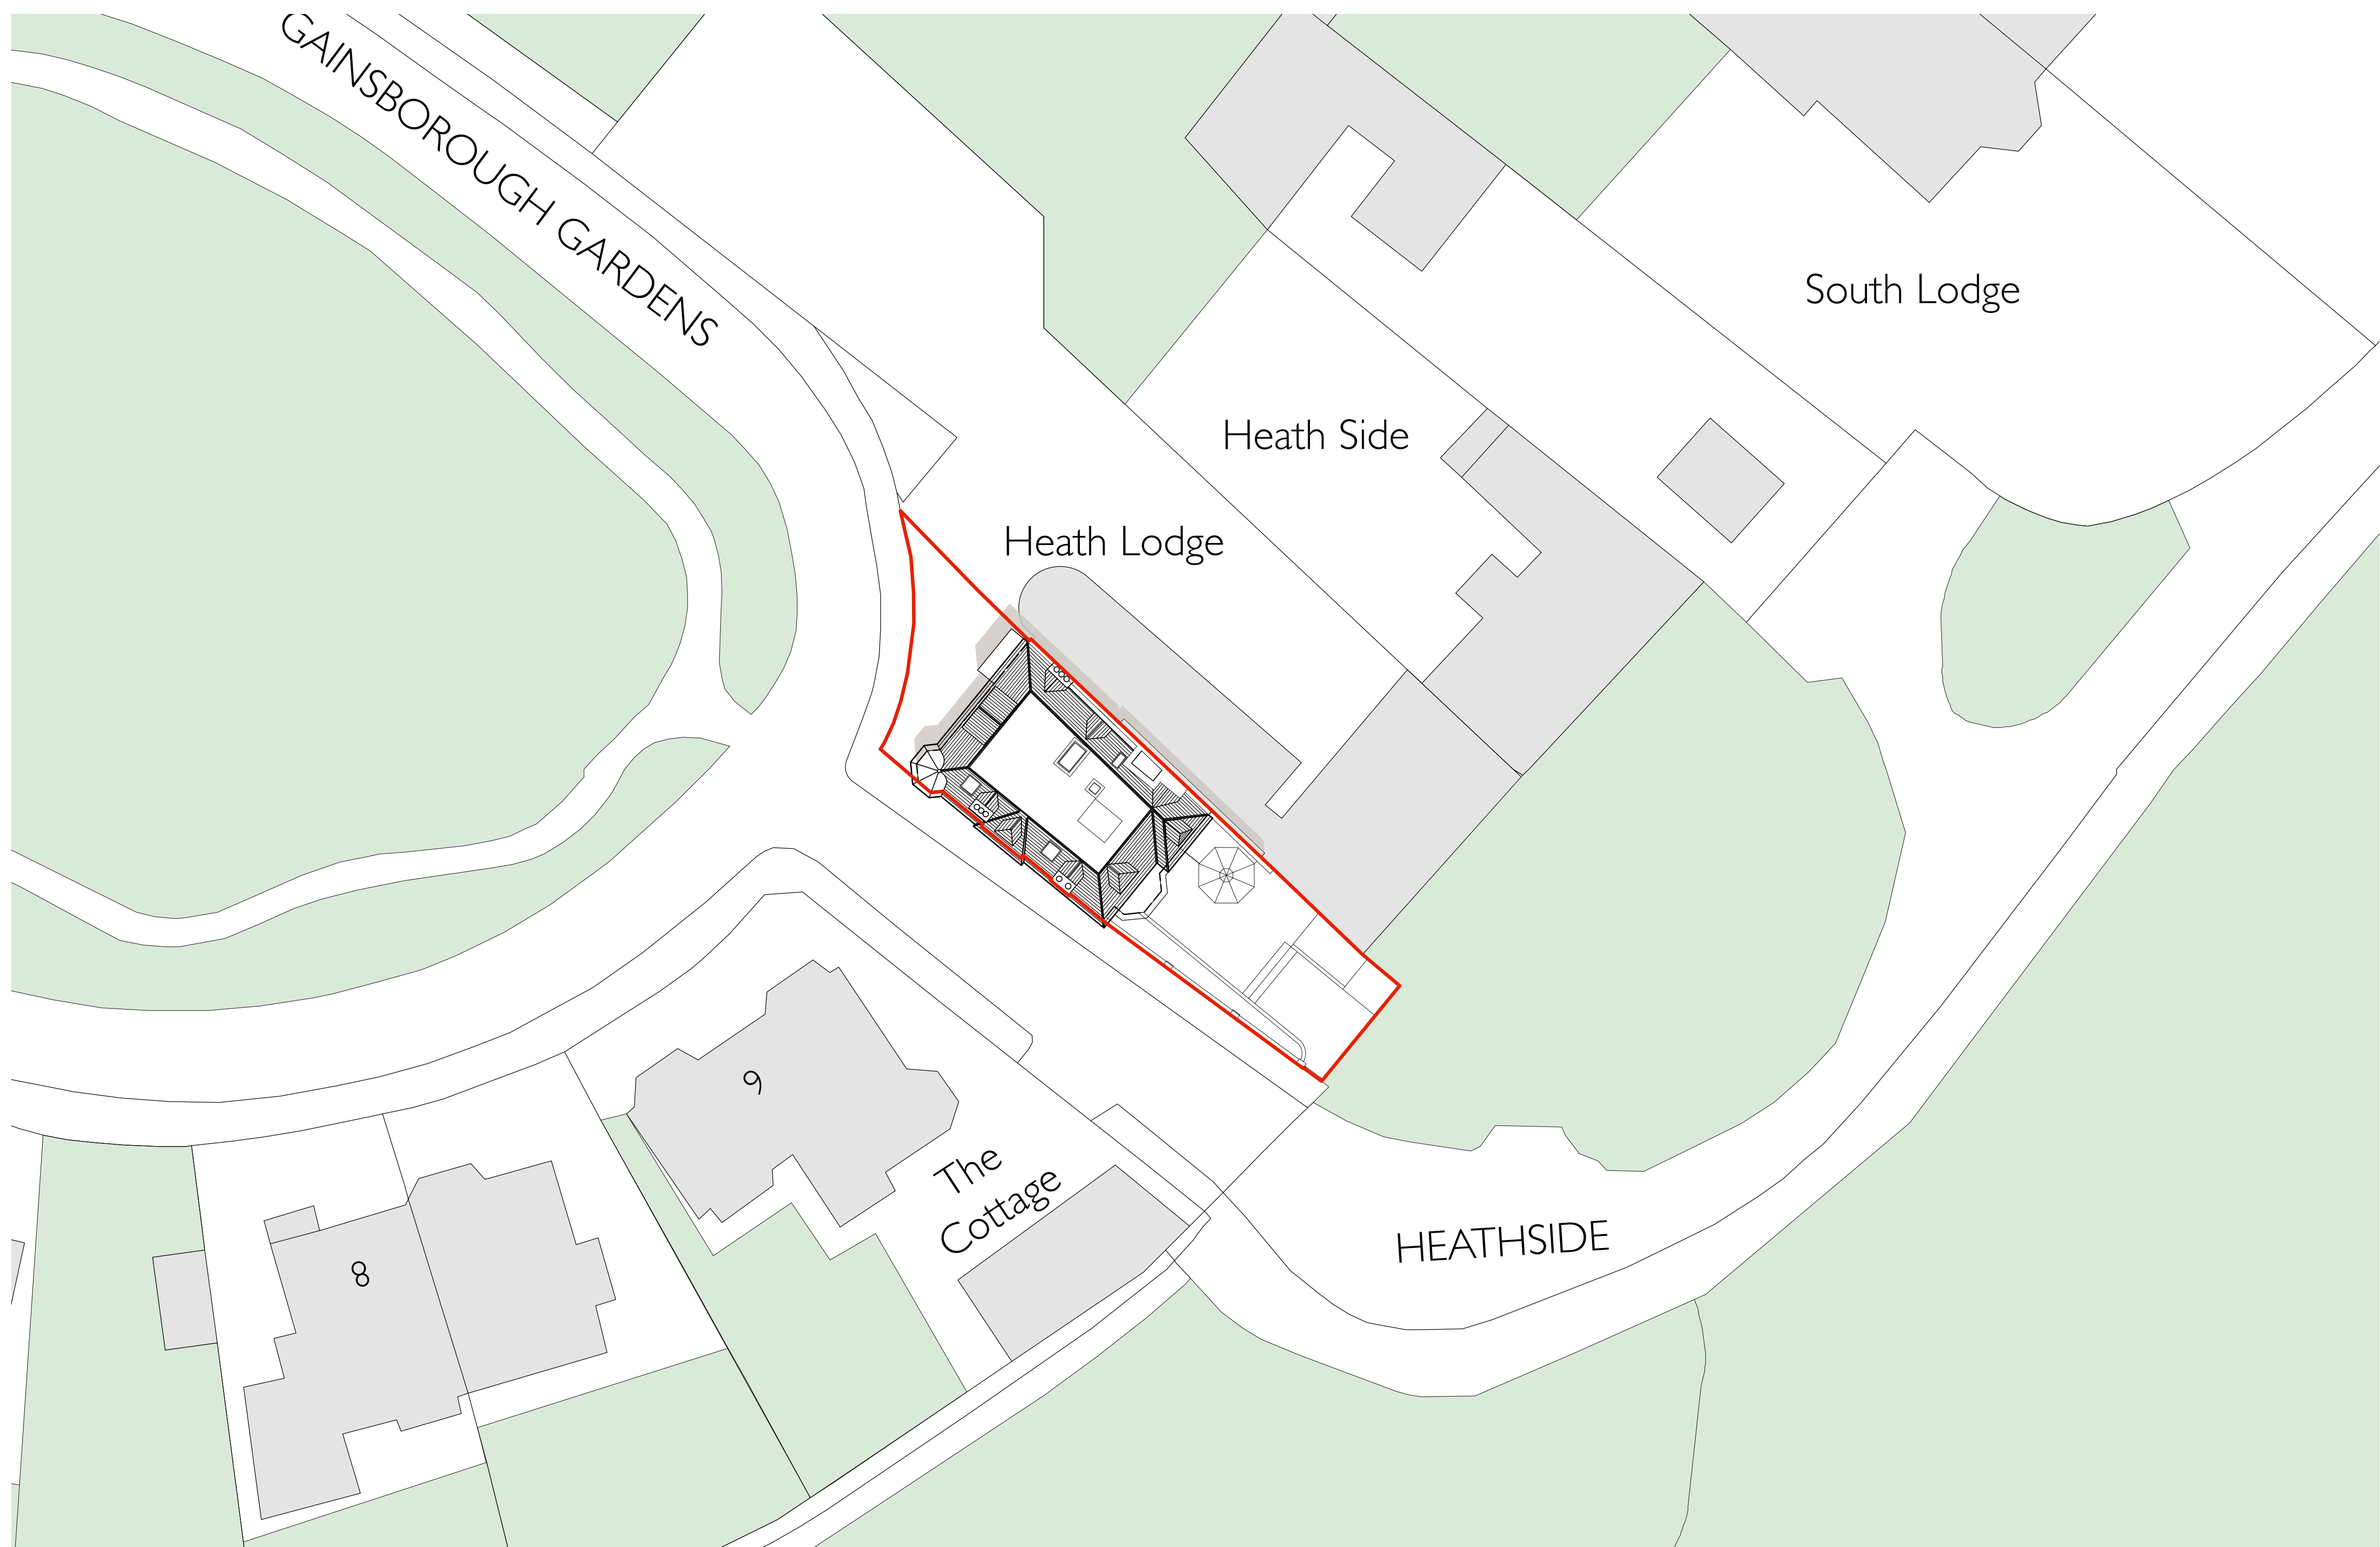 GAINSBOROUGH GARDENS
South Lodge
Heath Side
Heath Lodge
9
The
Cottage
HEATHSIDE
8